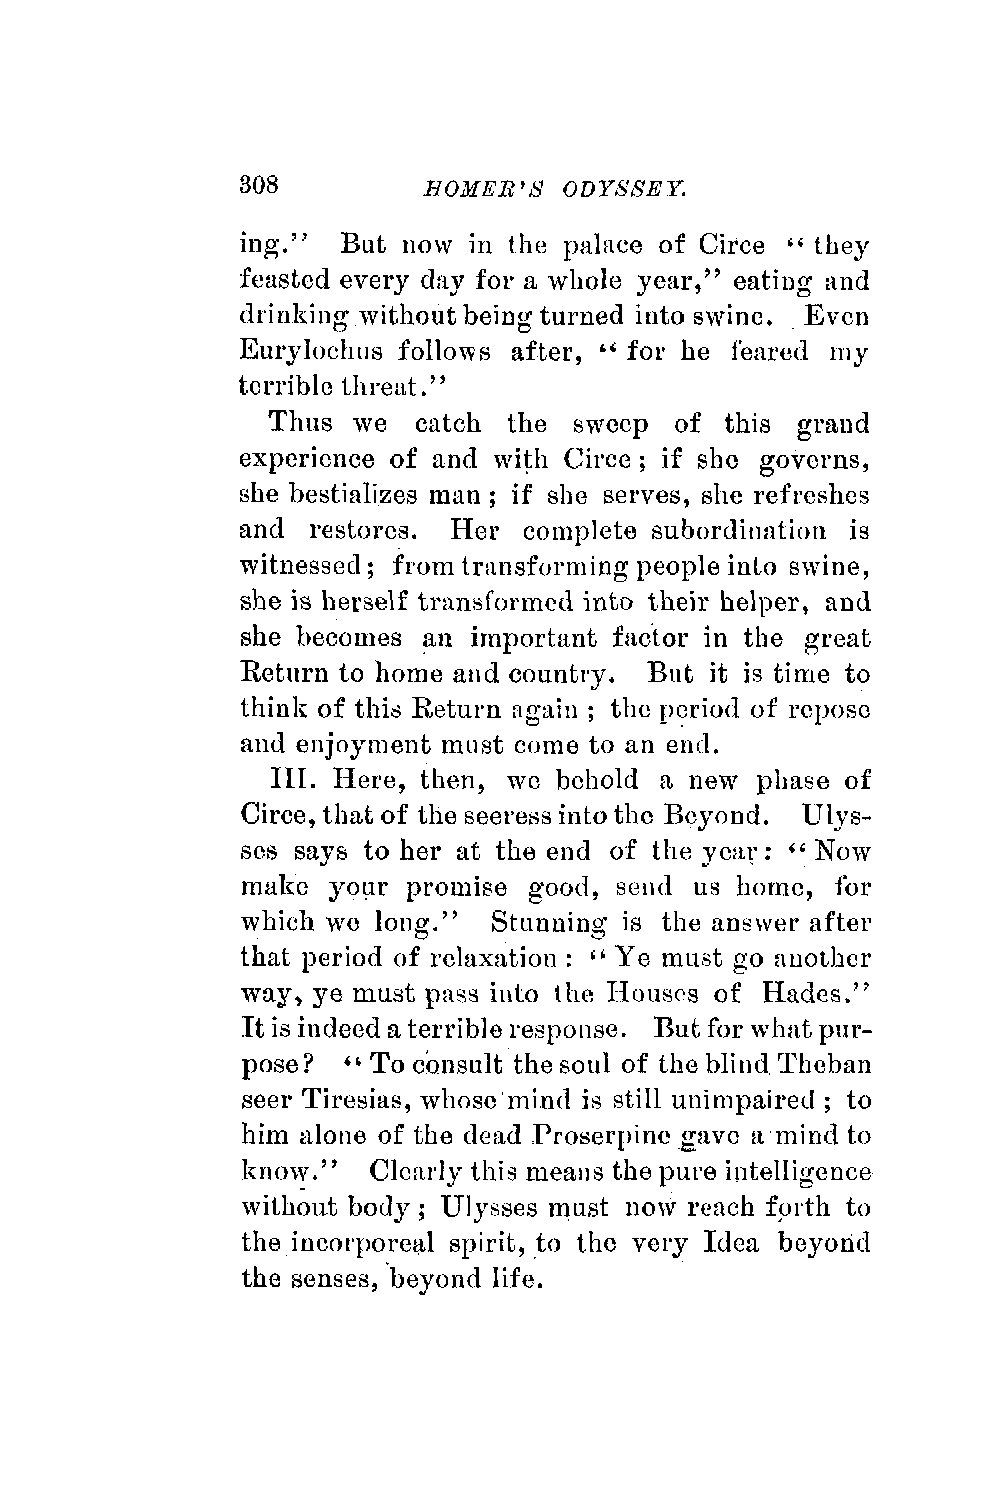 308 HOMER'S ODYSSEY.
ing." But now in the palace of Circe "they
feasted every day for a whole year," eating and
drinking without being turned into swine. Even
Eurylochus follows after, "for he feared my
terrible threat."
Thus we catch the sweep of this grand
experience of and with Circe; if she governs,
she bestializes man; if she serves, she refreshes
and restores. Her complete subordination is
witnessed; from transforming people into swine,
she is herself transformed into their helper, and
she becomes an important factor in the great
Return to home and country. But it is time to
think of this Return again; the period of repose
and enjoyment must come to an end.
III. Here, then, we behold a new phase of
Circe, that of the seeress into the Beyond. Ulys-
ses says to her at the end of the year: "Now
make your promise good, send us home, for
which we long." Stunning is the answer after
that period of relaxation: "Ye must go another
way, ye must pass into the Houses of Hades."
It is indeed a terrible response. But for what pur-
pose? "To consult the soul of the blind Theban
seer Tiresias, whose mind is still unimpaired; to
him alone of the dead Proserpine gave a mind to
know." Clearly this means the pure intelligence
without body; Ulysses must now reach forth to
the incorporeal spirit, to the very Idea beyond
the senses, beyond life.